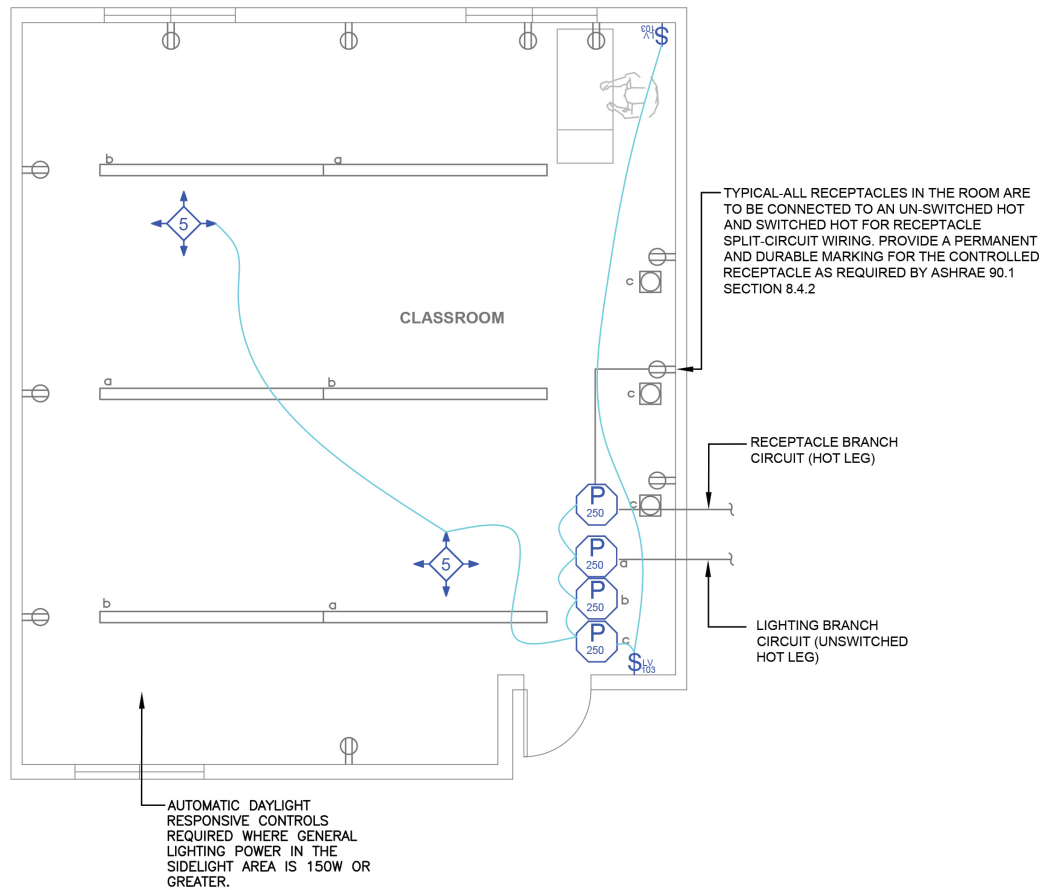 LV
103
S
b
a
5
TYPICAL-ALL RECEPTACLES IN THE ROOM ARE
TO BE CONNECTED TO AN UN-SWITCHED HOT
AND SWITCHED HOT FOR RECEPTACLE
SPLIT-CIRCUIT WIRING. PROVIDE A PERMANENT
AND DURABLE MARKING FOR THE CONTROLLED
RECEPTACLE AS REQUIRED BY ASHRAE 90.1
SECTION 8.4.2
c
CLASSROOM
a
b
c
RECEPTACLE BRANCH
CIRCUIT (HOT LEG)
P
250
c
5
P
250
a
P
250
b
b
a
P
250
c
S
LV
103
LIGHTING BRANCH
CIRCUIT (UNSWITCHED
HOT LEG)
AUTOMATIC DAYLIGHT
RESPONSIVE CONTROLS
REQUIRED WHERE GENERAL
LIGHTING POWER IN THE
SIDELIGHT AREA IS 150W OR
GREATER.